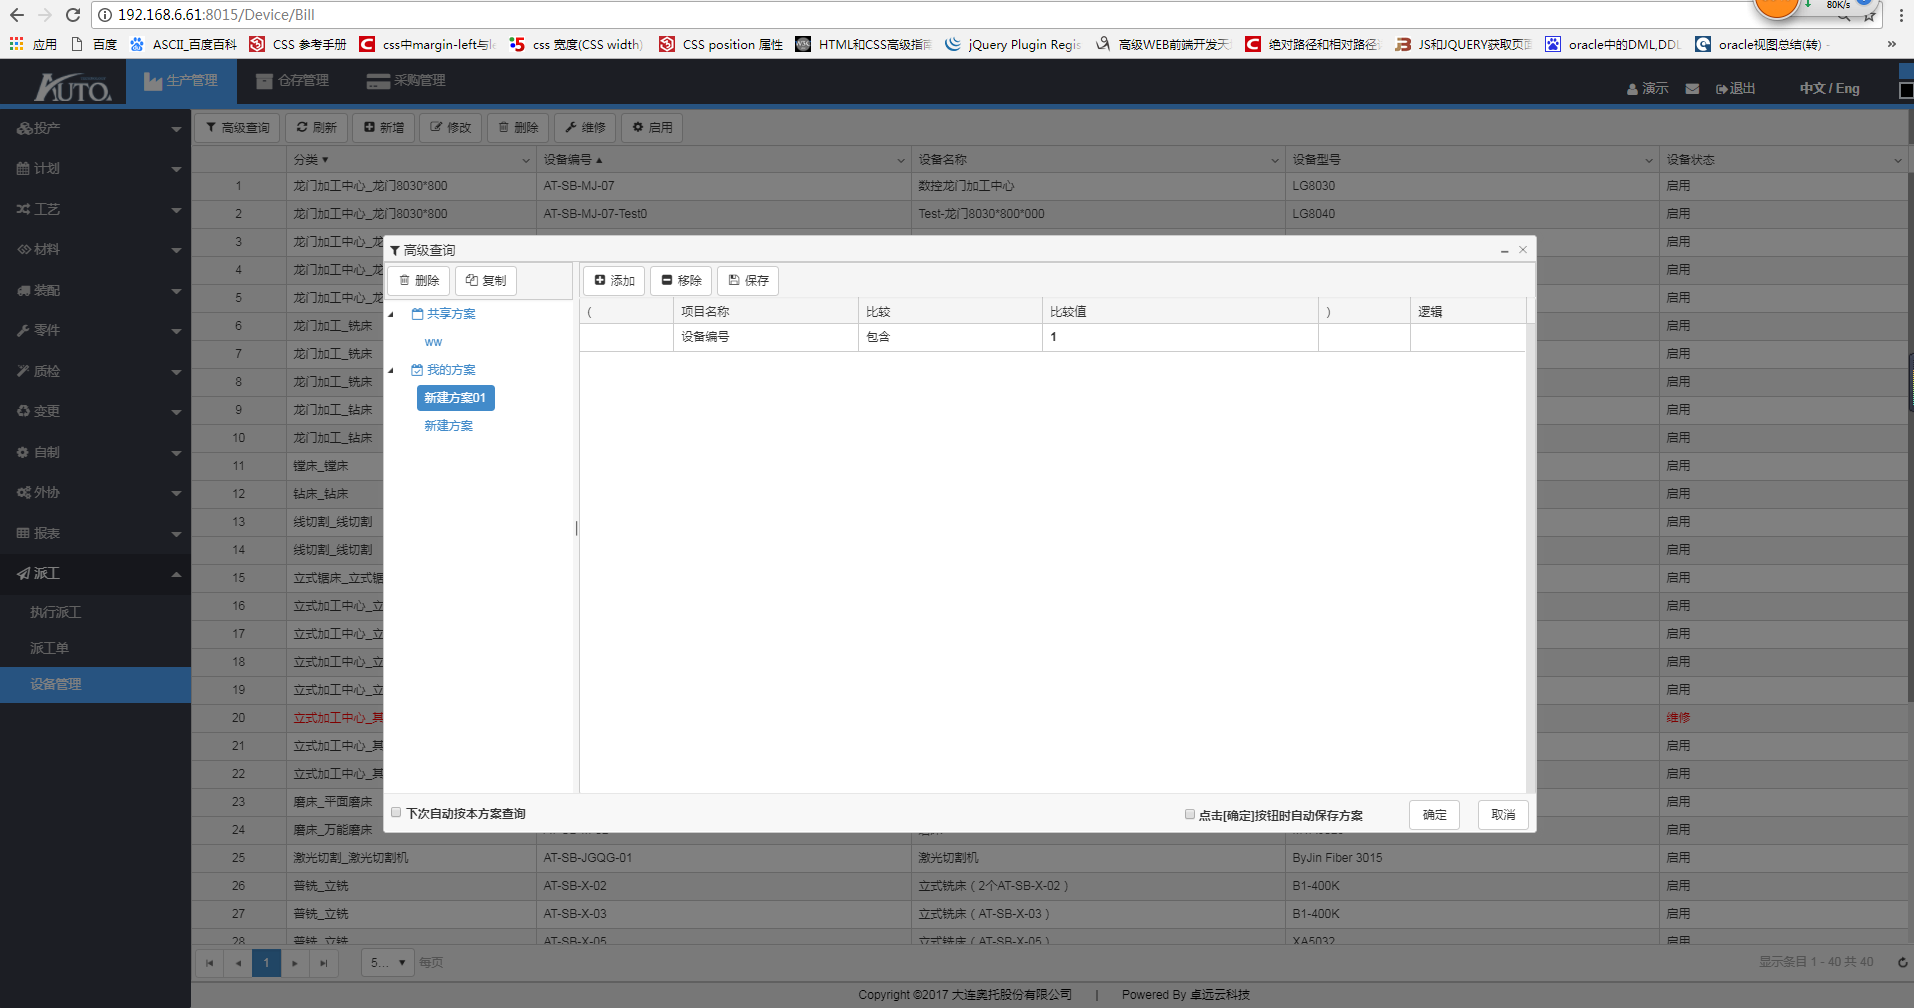 192.168.6.61:8015/Device/Bill
80K/s
应用 百度 ASCII_百度百科 CSS 参考手册 css中margin-left与le css 宽度(CSS width) CSS position 属性 HTML和CSS高级指南 jQuery Plugin Regis 高级WEB前端开发天 绝对路径和相对路径 JS和JQUERY获取页面 oracle中的DML,DDL oracle视图总结(转) - »
AUTO 生产管理 仓存管理 采购管理 演示 退出 中文 / Eng
投产
计划
工艺
材料
装配
零件
质检
变更
自制
外协
报表
派工
执行派工
派工单
设备管理
高级查询 刷新 新增 修改 删除 维修 启用
分类 设备编号 设备名称 设备型号 设备状态
1 龙门加工中心_龙门8030*800 AT-SB-MJ-07 数控龙门加工中心 LG8030 启用
2 龙门加工中心_龙门8030*800 AT-SB-MJ-07-Test0 Test-龙门8030*800*000 LG8040 启用
3 龙门加工中心_龙 启用
4 龙门加工中心_龙 启用
5 龙门加工中心_龙 启用
6 龙门加工_铣床 启用
7 龙门加工_铣床 启用
8 龙门加工_铣床 启用
9 龙门加工_钻床 启用
10 龙门加工_钻床 启用
11 镗床_镗床 启用
12 钻床_钻床 启用
13 线切割_线切割 启用
14 线切割_线切割 启用
15 立式锯床_立式锯 启用
16 立式加工中心_立 启用
17 立式加工中心_立 启用
18 立式加工中心_立 启用
19 立式加工中心_立 启用
20 立式加工中心_其 维修
21 立式加工中心_其 启用
22 立式加工中心_其 启用
23 磨床_平面磨床 启用
24 磨床_万能磨床 启用
25 激光切割_激光切割机 AT-SB-JGQG-01 激光切割机 ByJin Fiber 3015 启用
26 普铣_立铣 AT-SB-X-02 立式铣床（2个AT-SB-X-02） B1-400K 启用
27 普铣_立铣 AT-SB-X-03 立式铣床（AT-SB-X-03） B1-400K 启用
28 普铣_立铣 AT-SB-X-05 立式铣床（AT-SB-X-05） XA5032 启用
高级查询
删除 复制
共享方案
ww
我的方案
新建方案01
新建方案
添加 移除 保存
( 项目名称 比较 比较值 ) 逻辑
设备编号 包含 1
下次自动按本方案查询 点击[确定]按钮时自动保存方案 确定 取消
1 5... 每页 显示条目 1 - 40 共 40
Copyright ©2017 大连奥托股份有限公司 | Powered By 卓远云科技